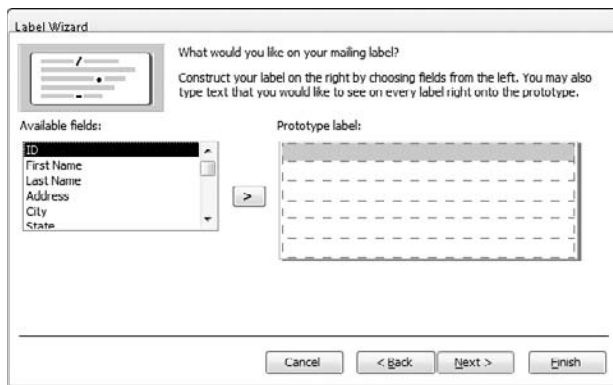 Label Wizard
What would you like on your mailing label?
Construct your label on the right by choosing fields from the left. You may also
type text that you would like to see on every label right onto the prototype.
Available fields:
Prototype label:
ID
First Name
Last Name
Address
City
State
>
Cancel
< Back
Next >
Finish